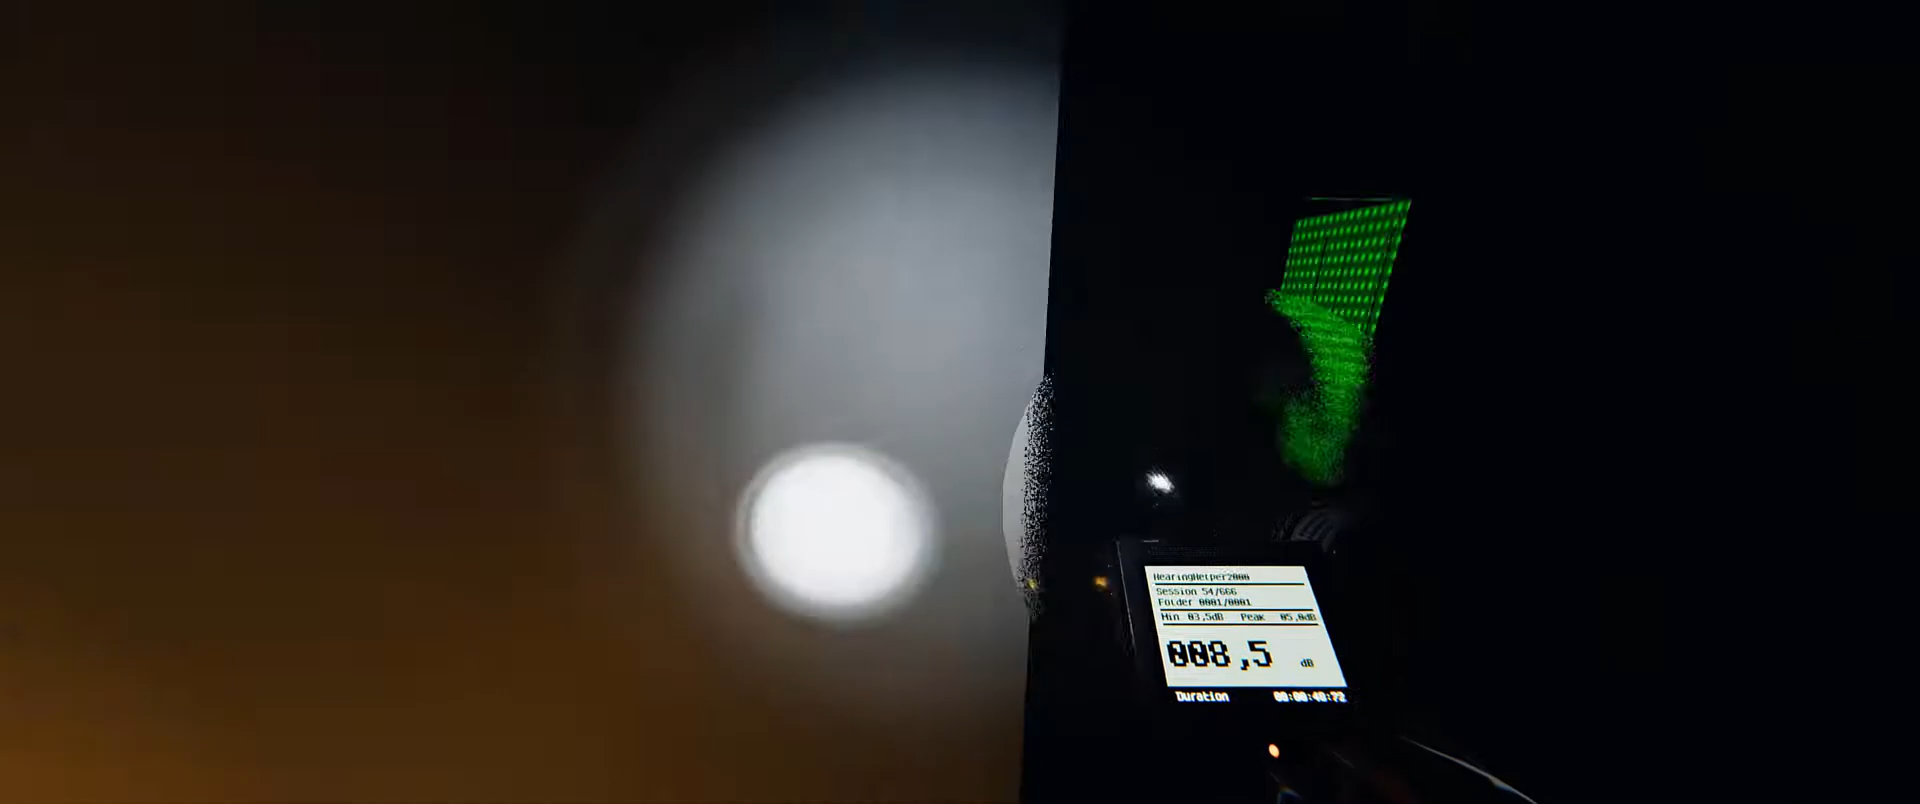 HearingHelper2000
Session 54/666
Folder 0001/0001
Min 03,5dB Peak 05,0dB
008,5 dB
Duration 00:00:40:72